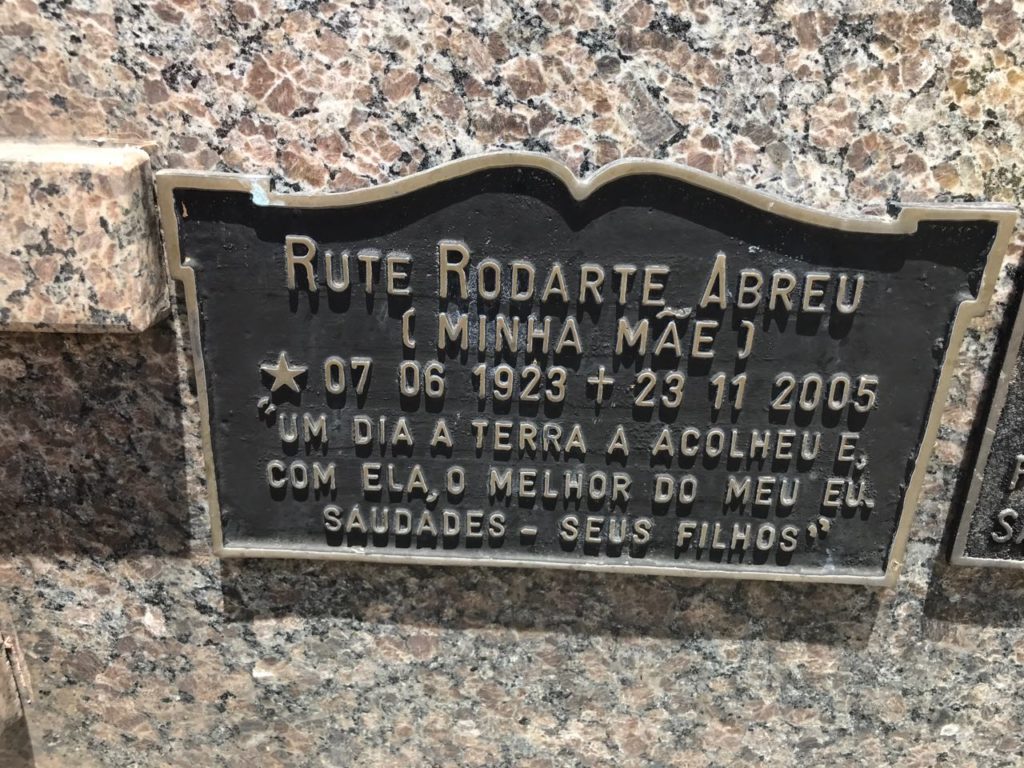 RUTE RODARTE ABREU
(MINHA MÃE)
★ 07 06 1923 ✝ 23 11 2005
"UM DIA A TERRA A ACOLHEU E,
COM ELA, O MELHOR DO MEU EU.
SAUDADES - SEUS FILHOS"